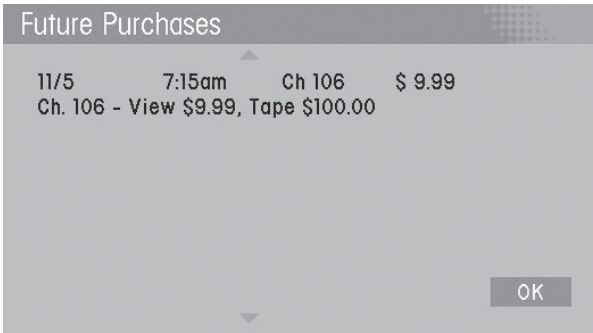 Future Purchases
11/5 7:15am Ch 106 $ 9.99
Ch. 106 - View $9.99, Tape $100.00
OK